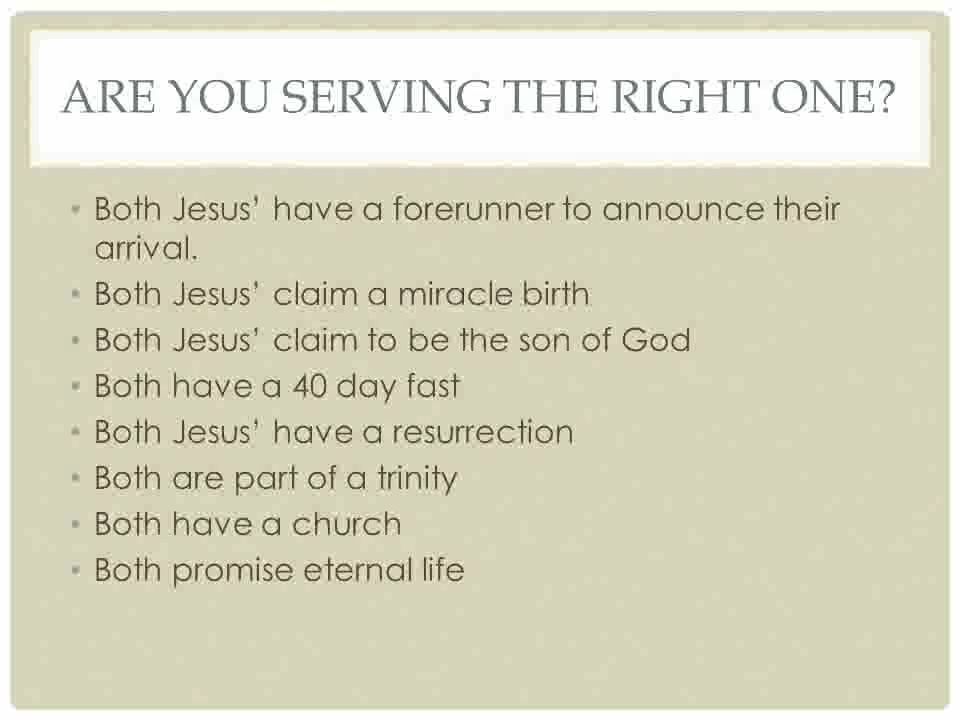 ARE YOU SERVING THE RIGHT ONE?
• Both Jesus’ have a forerunner to announce their
arrival.
• Both Jesus’ claim a miracle birth
• Both Jesus’ claim to be the son of God
• Both have a 40 day fast
• Both Jesus’ have a resurrection
• Both are part of a trinity
• Both have a church
• Both promise eternal life